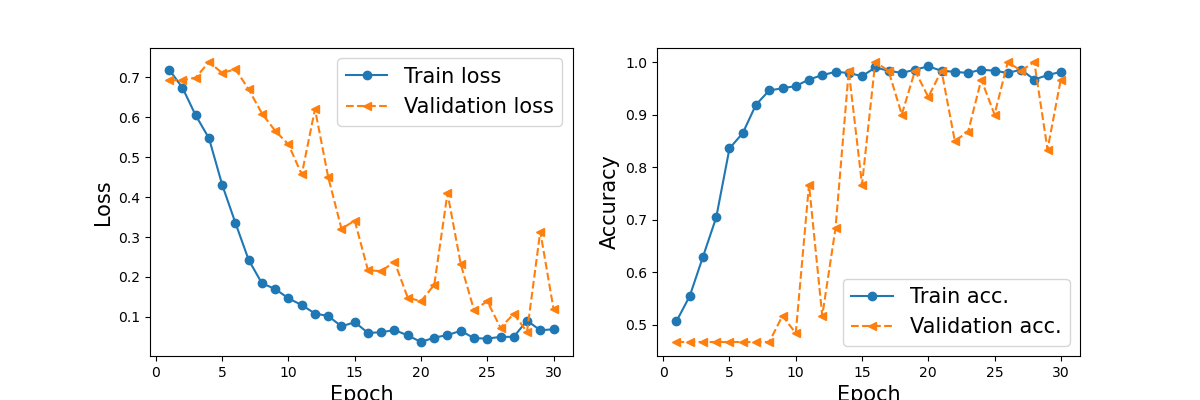 0.7
0.6
0.5
0.4
0.3
0.2
0.1
Loss
0 5 10 15 20 25 30
Epoch
Train loss
Validation loss
1.0
0.9
0.8
0.7
0.6
0.5
Accuracy
0 5 10 15 20 25 30
Epoch
Train acc.
Validation acc.